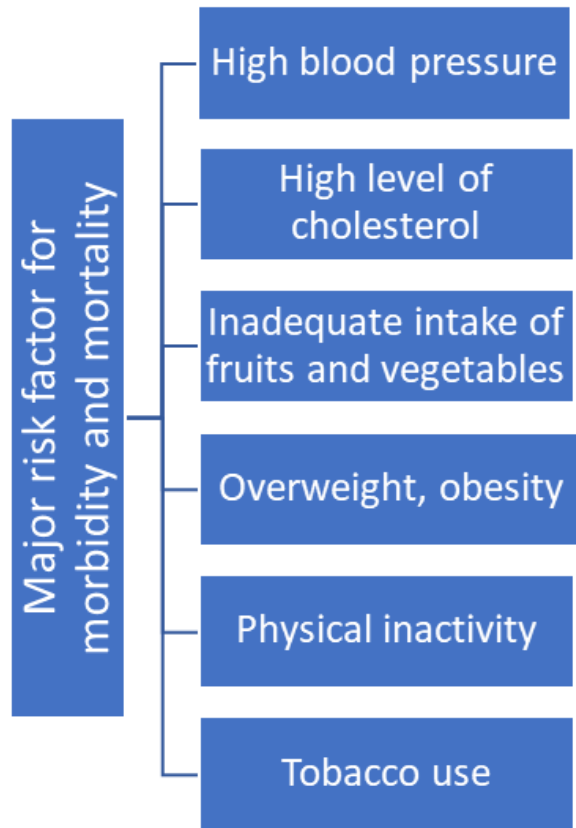 Major risk factor for
morbidity and mortality
High blood pressure
High level of
cholesterol
Inadequate intake of
fruits and vegetables
Overweight, obesity
Physical inactivity
Tobacco use